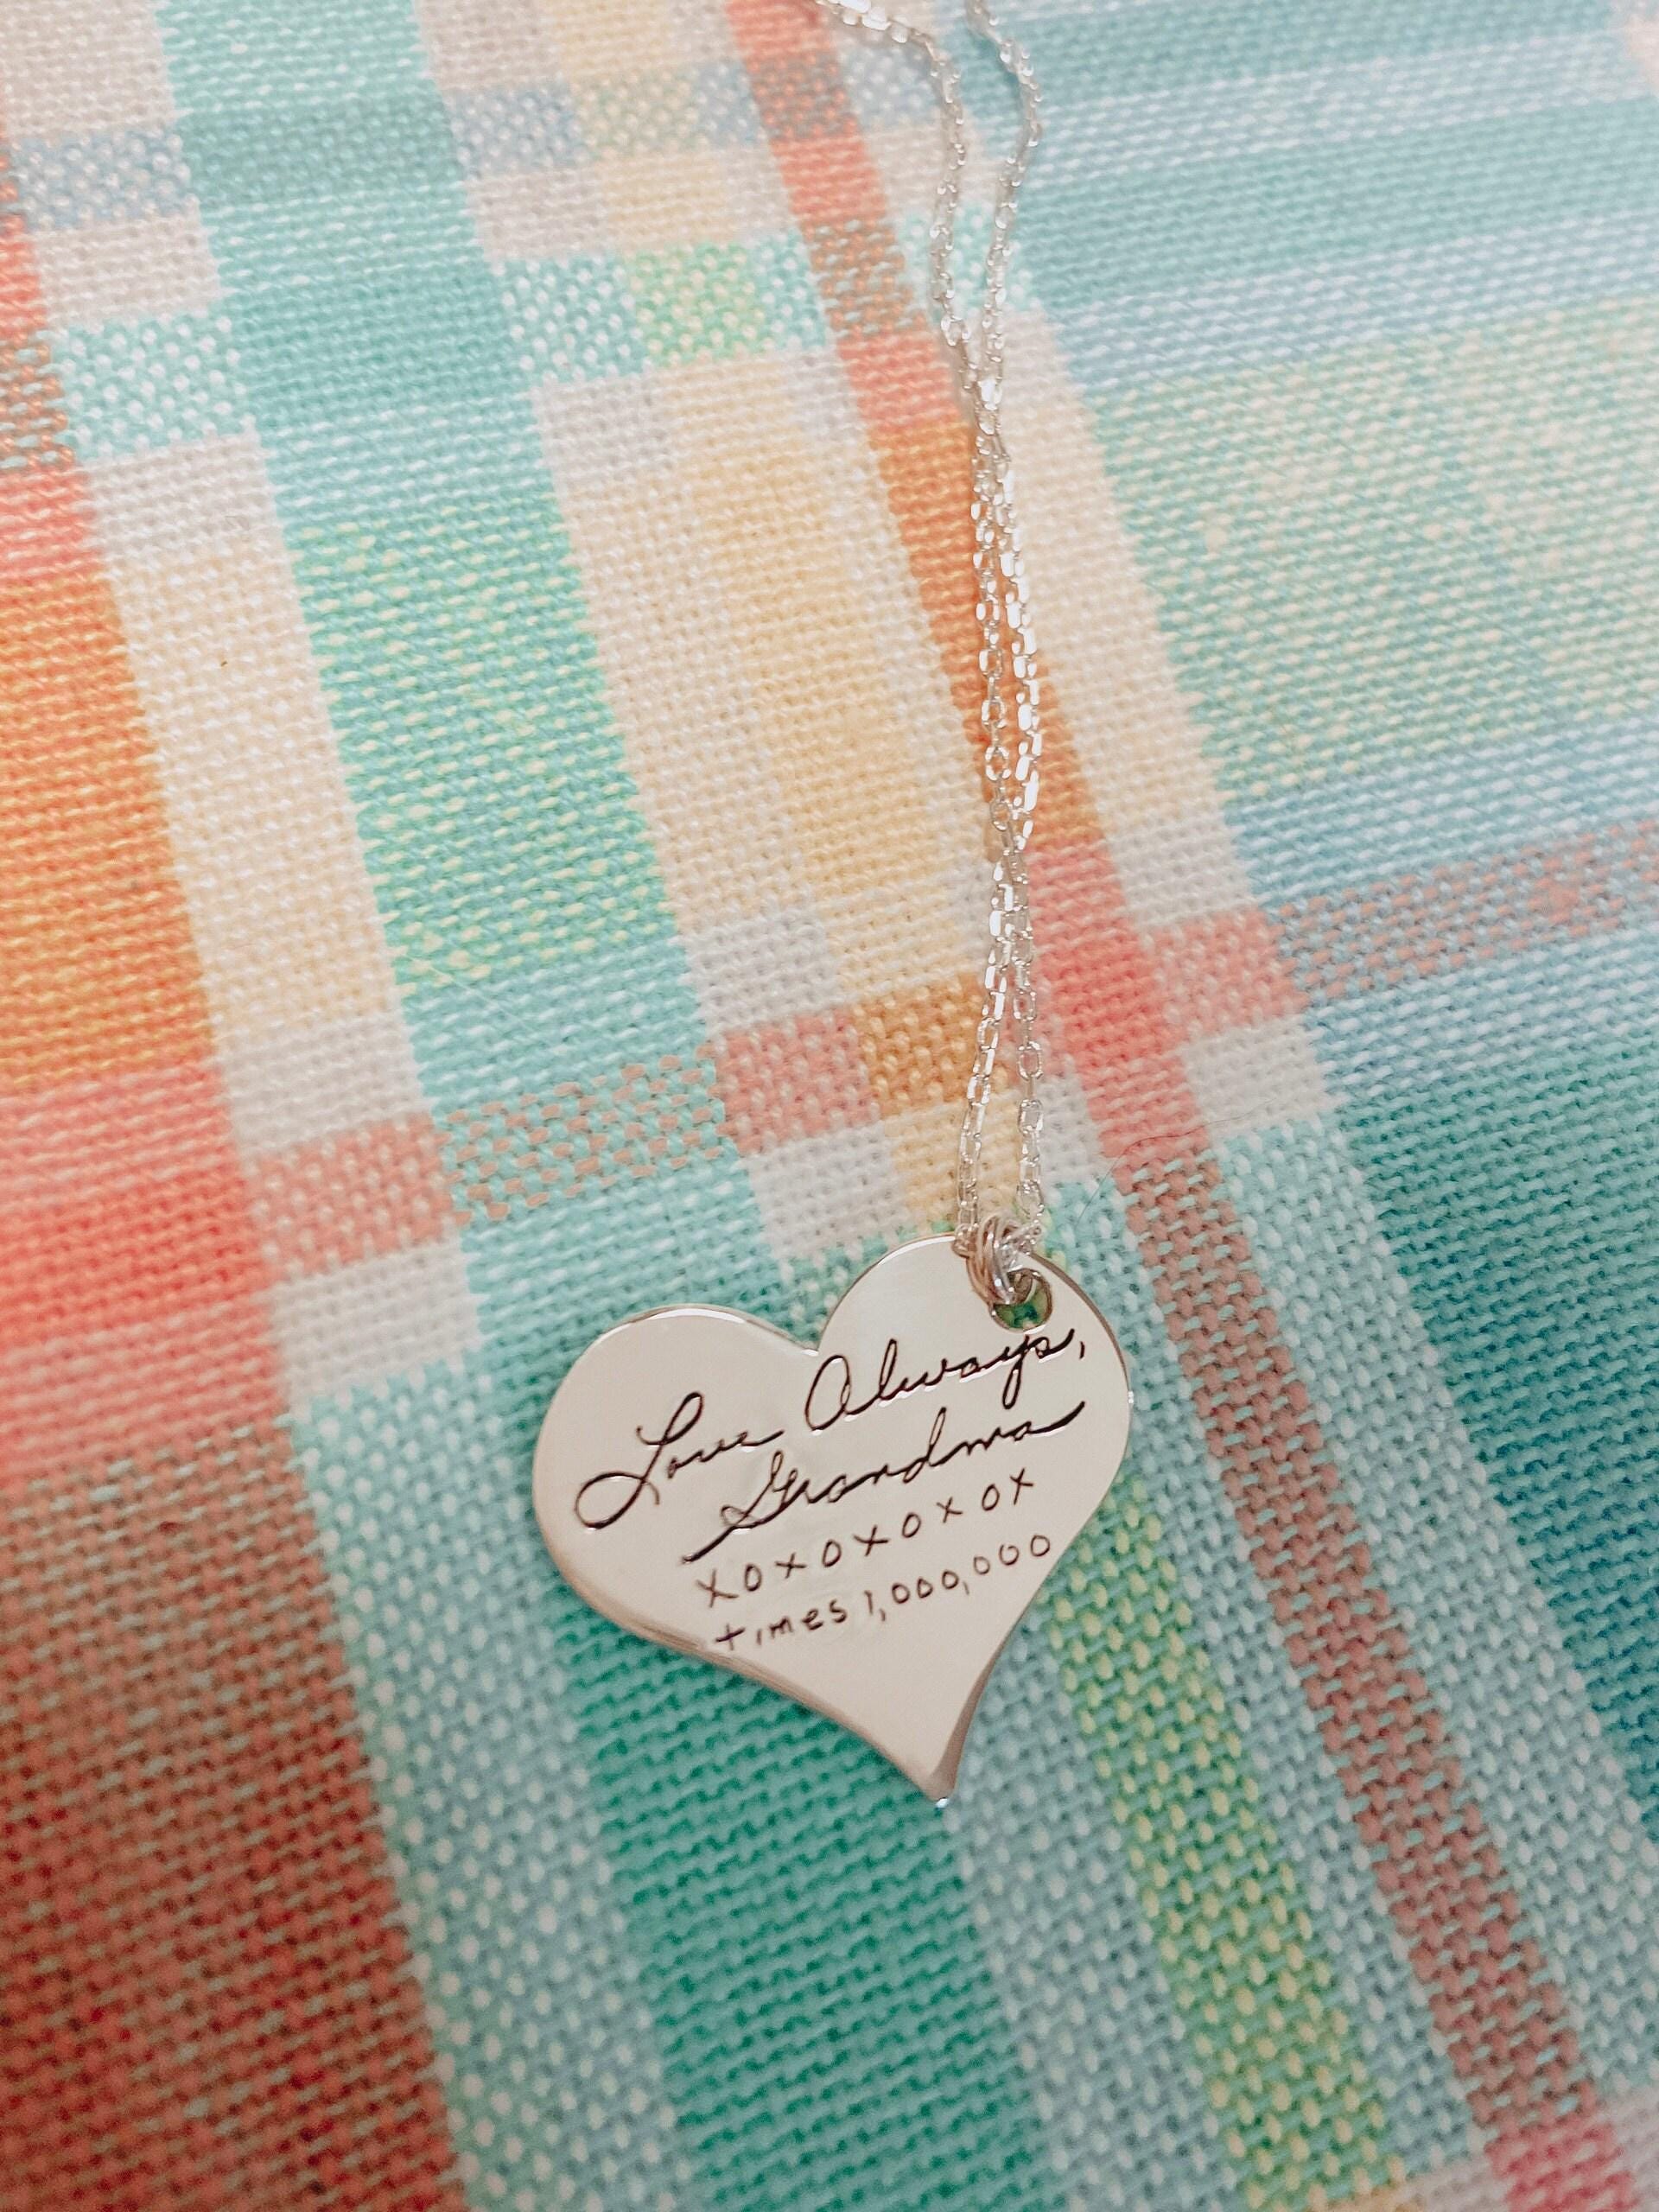 Love Always,
Grandma
xoxoxoxox
times 1,000,000